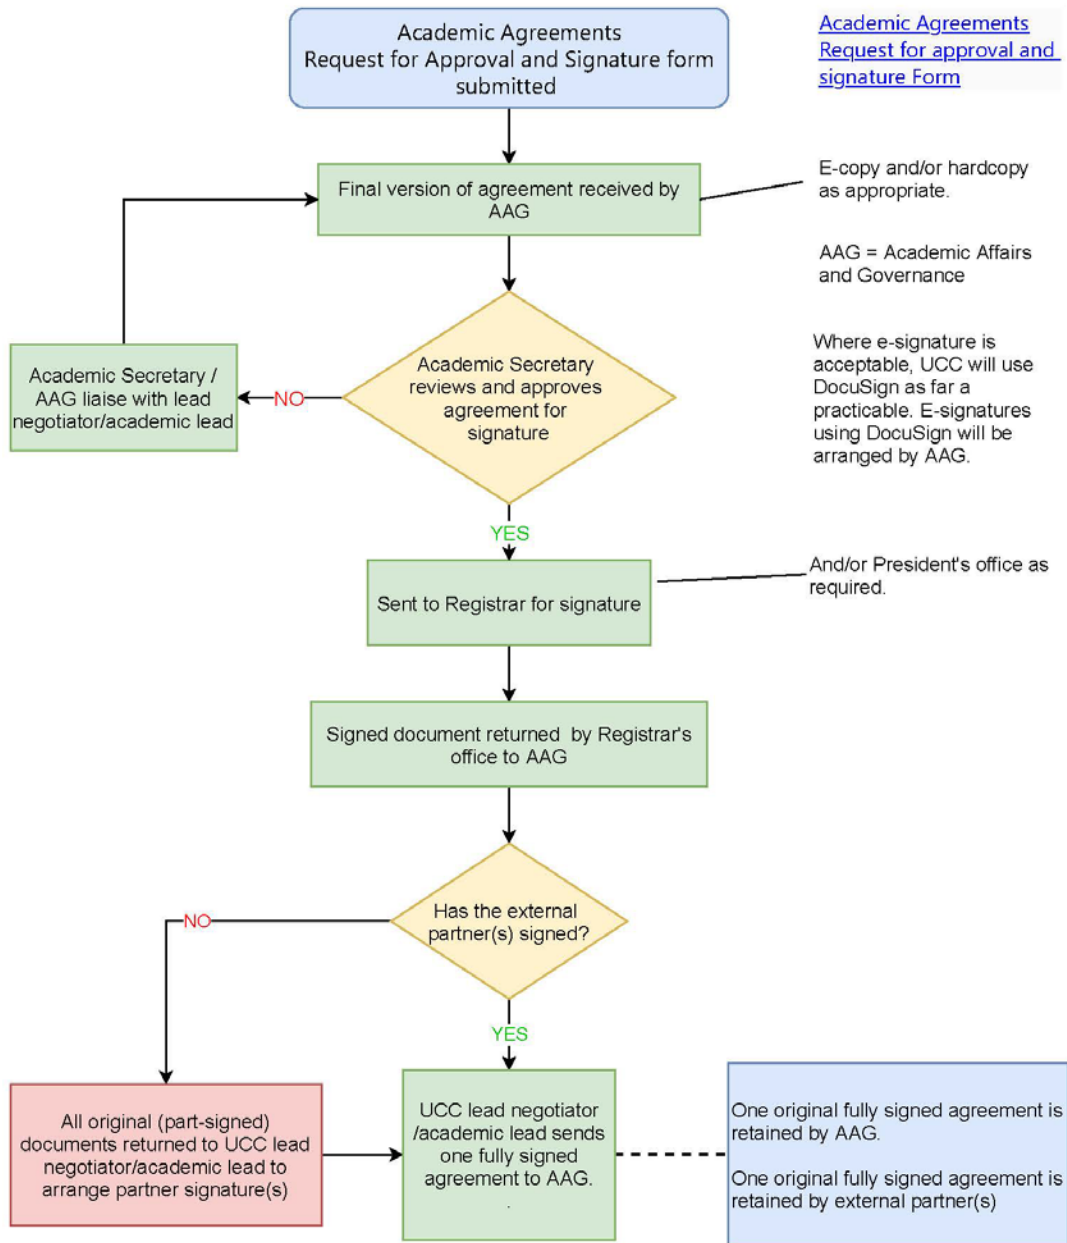 Academic Agreements
Request for Approval and Signature form
submitted
Academic Agreements
Request for approval and
signature Form
Final version of agreement received by
AAG
E-copy and/or hardcopy
as appropriate.
AAG = Academic Affairs
and Governance
Where e-signature is
acceptable, UCC will use
DocuSign as far a
practicable. E-signatures
using DocuSign will be
arranged by AAG.
Academic Secretary
reviews and approves
agreement for
signature
NO
Academic Secretary /
AAG liaise with lead
negotiator/academic lead
YES
Sent to Registrar for signature
And/or President's office as
required.
Signed document returned by Registrar's
office to AAG
Has the external
partner(s) signed?
NO
YES
All original (part-signed)
documents returned to UCC lead
negotiator/academic lead to
arrange partner signature(s)
UCC lead negotiator
/academic lead sends
one fully signed
agreement to AAG.
.
One original fully signed agreement is
retained by AAG.
One original fully signed agreement is
retained by external partner(s)